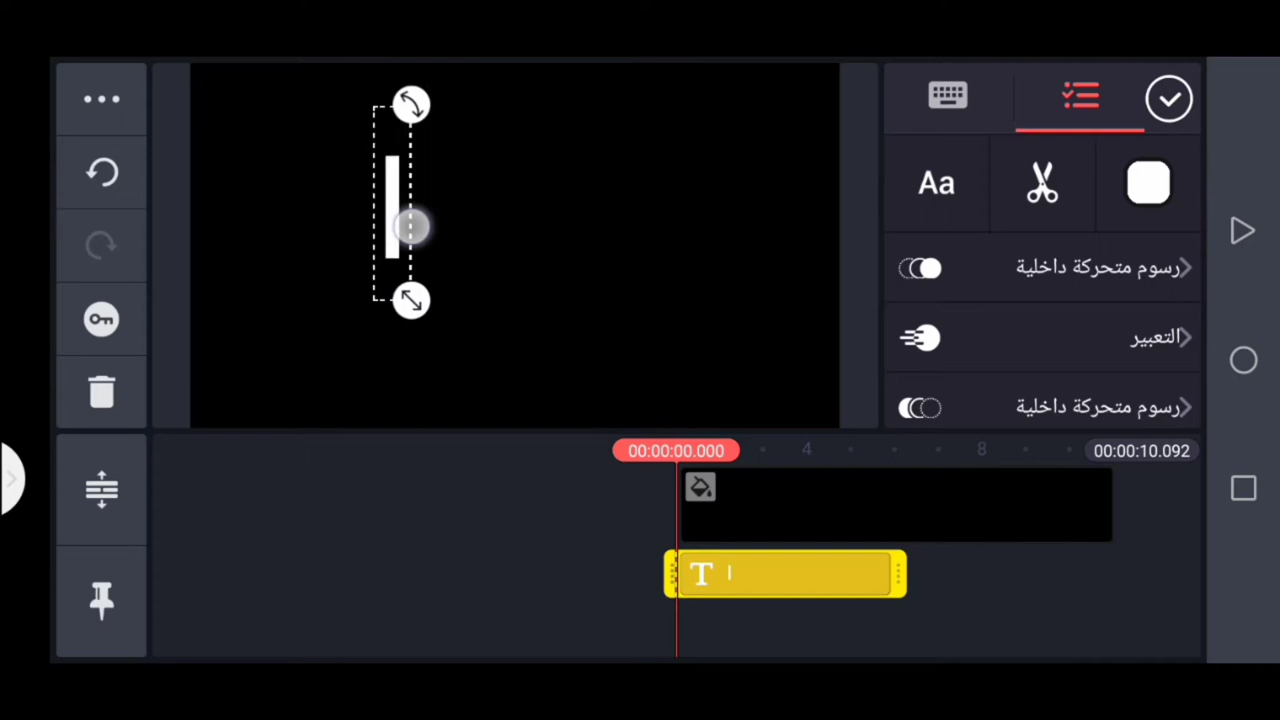 Aa
رسوم متحركة داخلية
التعبير
رسوم متحركة داخلية
00:00:00.000
4
8
00:00:10.092
T |